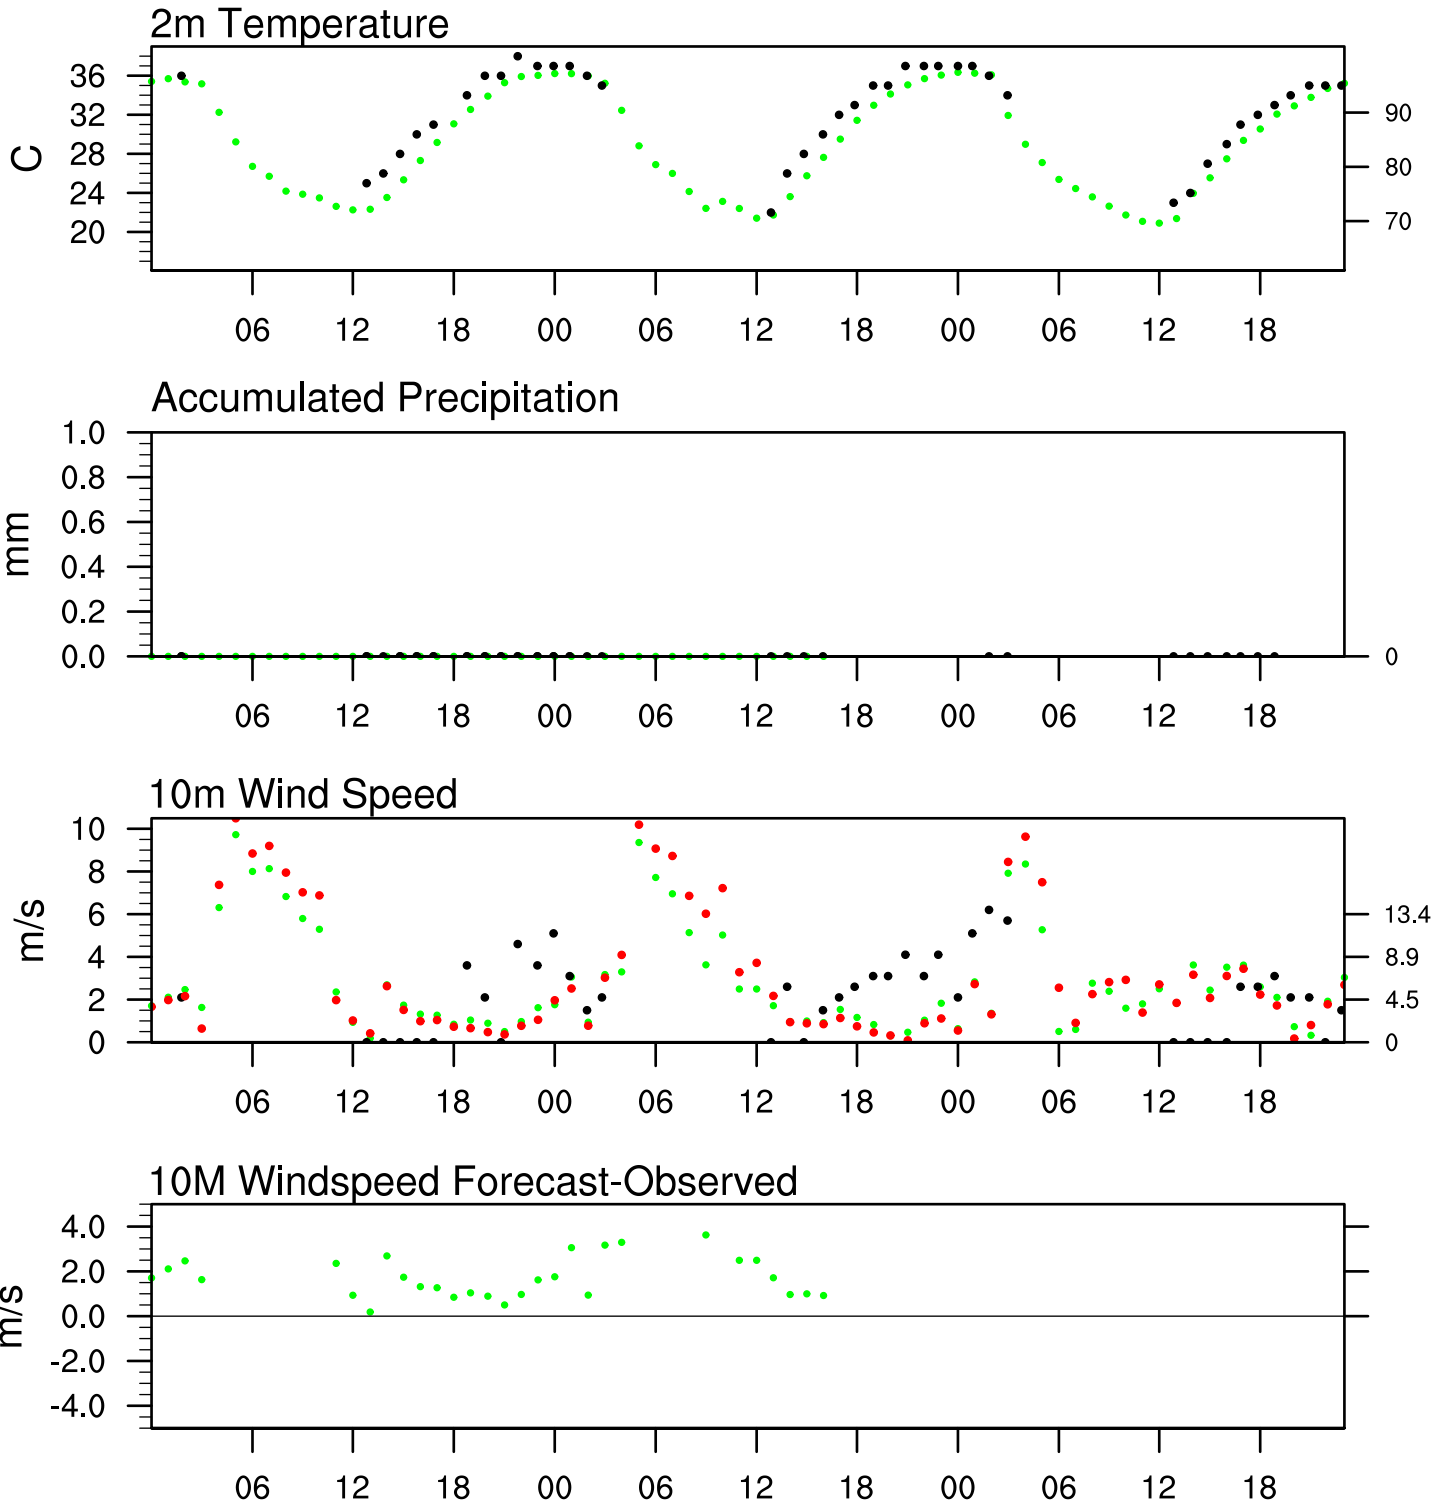 2m Temperature
C
36
32
28
24
20
90
80
70
06 12 18 00 06 12 18 00 06 12 18
Accumulated Precipitation
mm
1.0
0.8
0.6
0.4
0.2
0.0
0
06 12 18 00 06 12 18 00 06 12 18
10m Wind Speed
m/s
10
8
6
4
2
0
13.4
8.9
4.5
0
06 12 18 00 06 12 18 00 06 12 18
10M Windspeed Forecast-Observed
m/s
4.0
2.0
0.0
-2.0
-4.0
06 12 18 00 06 12 18 00 06 12 18